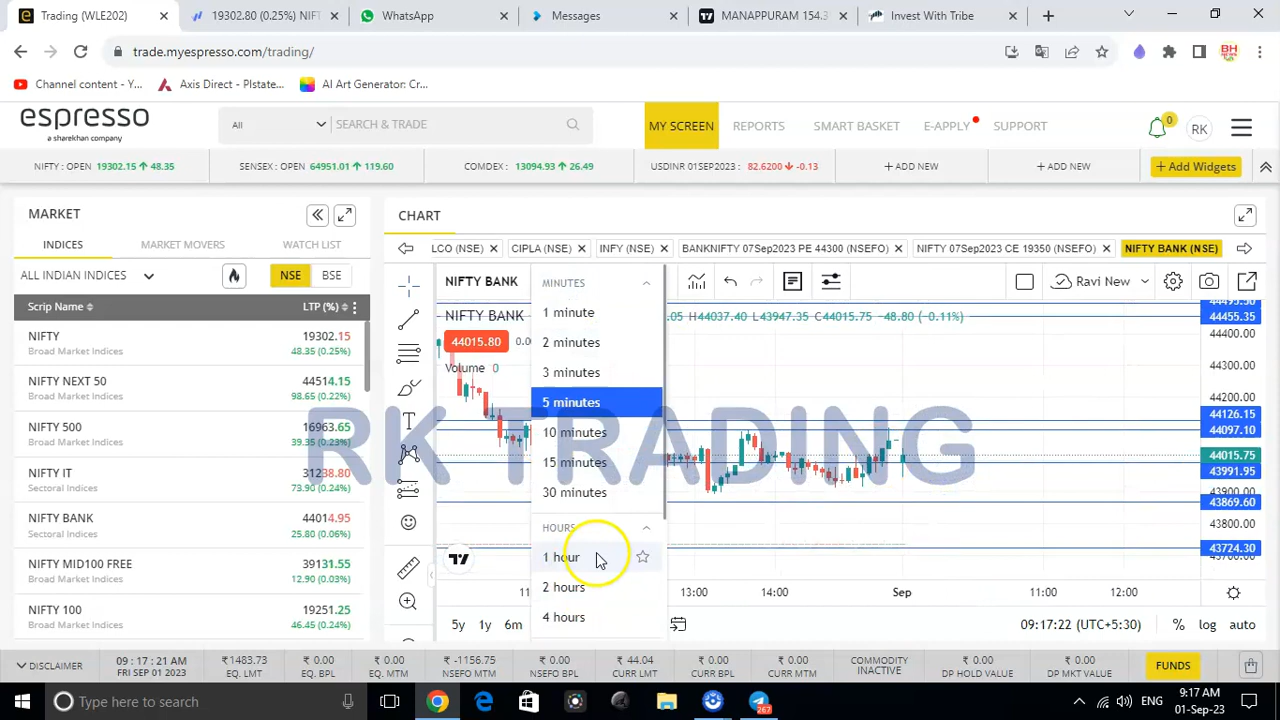 Trading (WLE202)
19302.80 (0.25%) NIFT
WhatsApp
Messages
MANAPPURAM 154.3
Invest With Tribe
trade.myespresso.com/trading/
Channel content - Y...
Axis Direct - Plstate...
AI Art Generator: Cr...
espresso
a sharekhan company
All
SEARCH & TRADE
MY SCREEN
REPORTS
SMART BASKET
E-APPLY
SUPPORT
0
RK
NIFTY : OPEN 19302.15 ↑ 48.35
SENSEX : OPEN 64951.01 ↑ 119.60
COMDEX : 13094.93 ↑ 26.49
USDINR 01SEP2023 : 82.6200 ↓ -0.13
+ ADD NEW
+ ADD NEW
+ Add Widgets
MARKET
INDICES
MARKET MOVERS
WATCH LIST
ALL INDIAN INDICES
NSE
BSE
Scrip Name
LTP (%)
NIFTY 19302.15
Broad Market Indices 48.35 (0.25%)
NIFTY NEXT 50 44514.15
Broad Market Indices 98.65 (0.22%)
NIFTY 500 16963.65
Broad Market Indices 39.35 (0.23%)
NIFTY IT 31238.80
Sectoral Indices 73.90 (0.24%)
NIFTY BANK 44014.95
Sectoral Indices 25.80 (0.06%)
NIFTY MID100 FREE 39131.55
Broad Market Indices 12.90 (0.03%)
NIFTY 100 19251.25
Broad Market Indices 46.45 (0.24%)
CHART
LCO (NSE)
CIPLA (NSE)
INFY (NSE)
BANKNIFTY 07Sep2023 PE 44300 (NSEFO)
NIFTY 07Sep2023 CE 19350 (NSEFO)
NIFTY BANK (NSE)
NIFTY BANK
Ravi New
NIFTY BANK
.05 H44037.40 L43947.35 C44015.75 -48.80 (-0.11%)
44015.80
Volume 0
MINUTES
1 minute
2 minutes
3 minutes
5 minutes
10 minutes
15 minutes
30 minutes
HOURS
1 hour
2 hours
4 hours
RK TRADING
44455.35
44400.00
44300.00
44200.00
44126.15
44097.10
44015.75
43991.95
43900.00
43869.60
43800.00
43724.30
13:00
14:00
Sep
11:00
12:00
5y
1y
6m
09:17:22 (UTC+5:30)
%
log
auto
DISCLAIMER
09 : 17 : 21 AM
FRI SEP 01 2023
₹1483.73
EQ. LMT
₹ 0.00
EQ. BPL
₹ 0.00
EQ. MTM
₹ -1156.75
NSEFO MTM
₹ 0.00
NSEFO BPL
₹ 44.04
CURR LMT
₹ 0.00
CURR BPL
₹ 0.00
CURR MTM
COMMODITY
INACTIVE
₹ 0.00
DP HOLD VALUE
₹ 0.00
DP MKT VALUE
FUNDS
Type here to search
267
ENG
9:17 AM
01-Sep-23